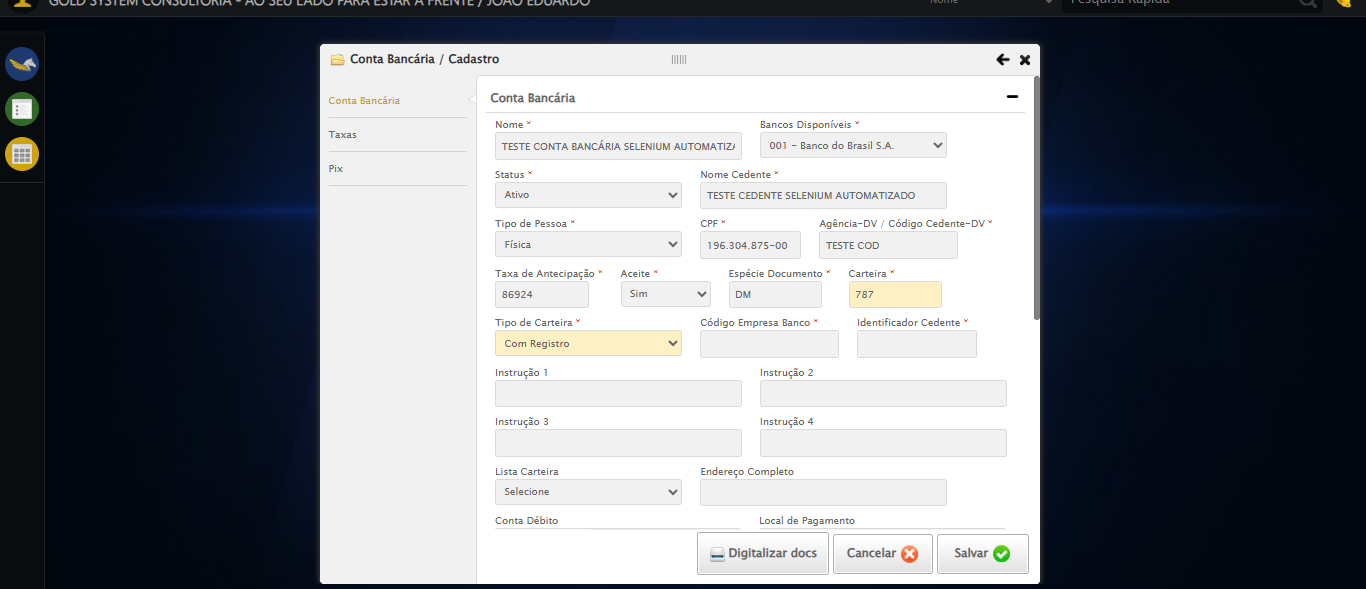 GOLD SYSTEM CONSULTORIA - AO SEU LADO PARA ESTAR À FRENTE / JOÃO EDUARDO
Nome
Pesquisa Rápida
Conta Bancária / Cadastro
Conta Bancária
Taxas
Pix
Conta Bancária
Nome * Bancos Disponíveis *
TESTE CONTA BANCÁRIA SELENIUM AUTOMATIZA 001 - Banco do Brasil S.A.
Status * Nome Cedente *
Ativo TESTE CEDENTE SELENIUM AUTOMATIZADO
Tipo de Pessoa * CPF * Agência-DV / Código Cedente-DV *
Física 196.304.875-00 TESTE COD
Taxa de Antecipação * Aceite * Espécie Documento * Carteira *
86924 Sim DM 787
Tipo de Carteira * Código Empresa Banco * Identificador Cedente *
Com Registro
Instrução 1 Instrução 2
Instrução 3 Instrução 4
Lista Carteira Endereço Completo
Selecione
Conta Débito Local de Pagamento
Digitalizar docs Cancelar Salvar